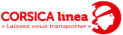 CORSICA linea
« Laissez vous transporter »